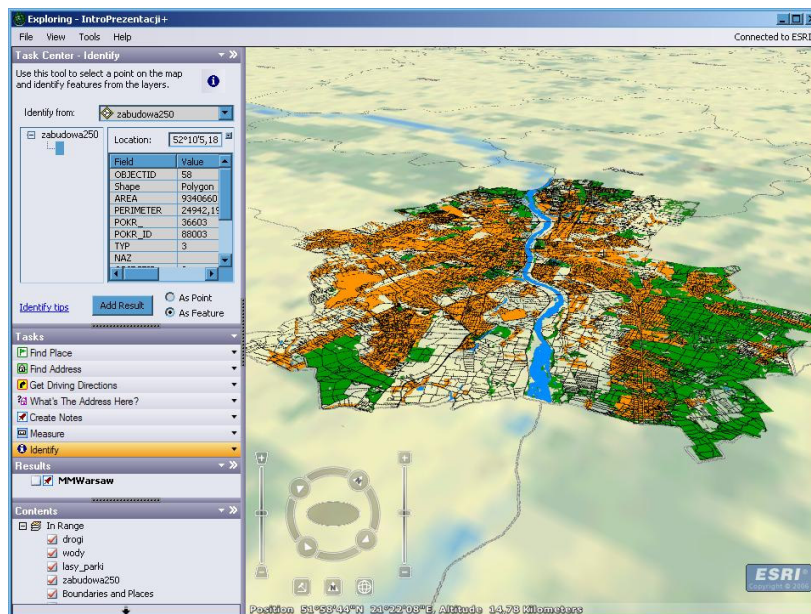 Exploring - IntroPrezentacji+
File View Tools Help
Connected to ESRI
Task Center - Identify
Use this tool to select a point on the map
and identify features from the layers.
Identify from: zabudowa250
zabudowa250
Location: 52°10'5,18
Field Value
OBJECTID 58
Shape Polygon
AREA 9340660
PERIMETER 24942,19
POKR_ 36603
POKR_ID 88003
TYP 3
NAZ
Identify tips
Add Result
As Point
As Feature
Tasks
Find Place
Find Address
Get Driving Directions
What's The Address Here?
Create Notes
Measure
Identify
Results
MMWarsaw
Contents
In Range
drogi
wody
lasy_parki
zabudowa250
Boundaries and Places
N
ESRI
Copyright © 2006
Position 51°58'44"N 21°22'08"E, Altitude 14,78 Kilometers